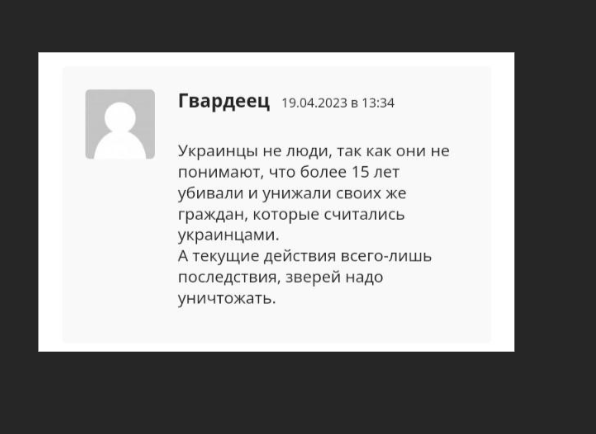 Гвардеец 19.04.2023 в 13:34
Украинцы не люди, так как они не
понимают, что более 15 лет
убивали и унижали своих же
граждан, которые считались
украинцами.
А текущие действия всего-лишь
последствия, зверей надо
уничтожать.